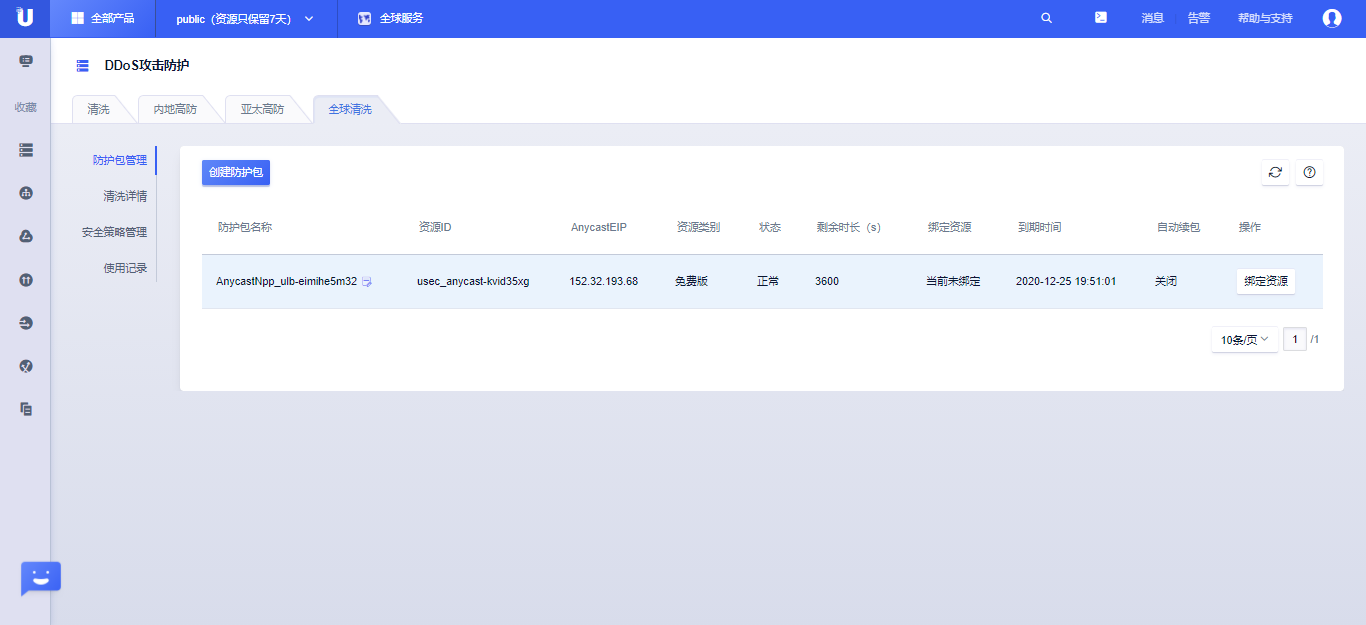 U 全部产品 public（资源只保留7天） 全球服务 消息 告警 帮助与支持
DDoS攻击防护
收藏
清洗 内地高防 亚太高防 全球清洗
防护包管理
清洗详情
安全策略管理
使用记录
创建防护包
防护包名称 资源ID AnycastEIP 资源类别 状态 剩余时长（s） 绑定资源 到期时间 自动续包 操作
AnycastNpp_ulb-eimihe5m32 usec_anycast-kvid35xg 152.32.193.68 免费版 正常 3600 当前未绑定 2020-12-25 19:51:01 关闭 绑定资源
10条/页 1 /1